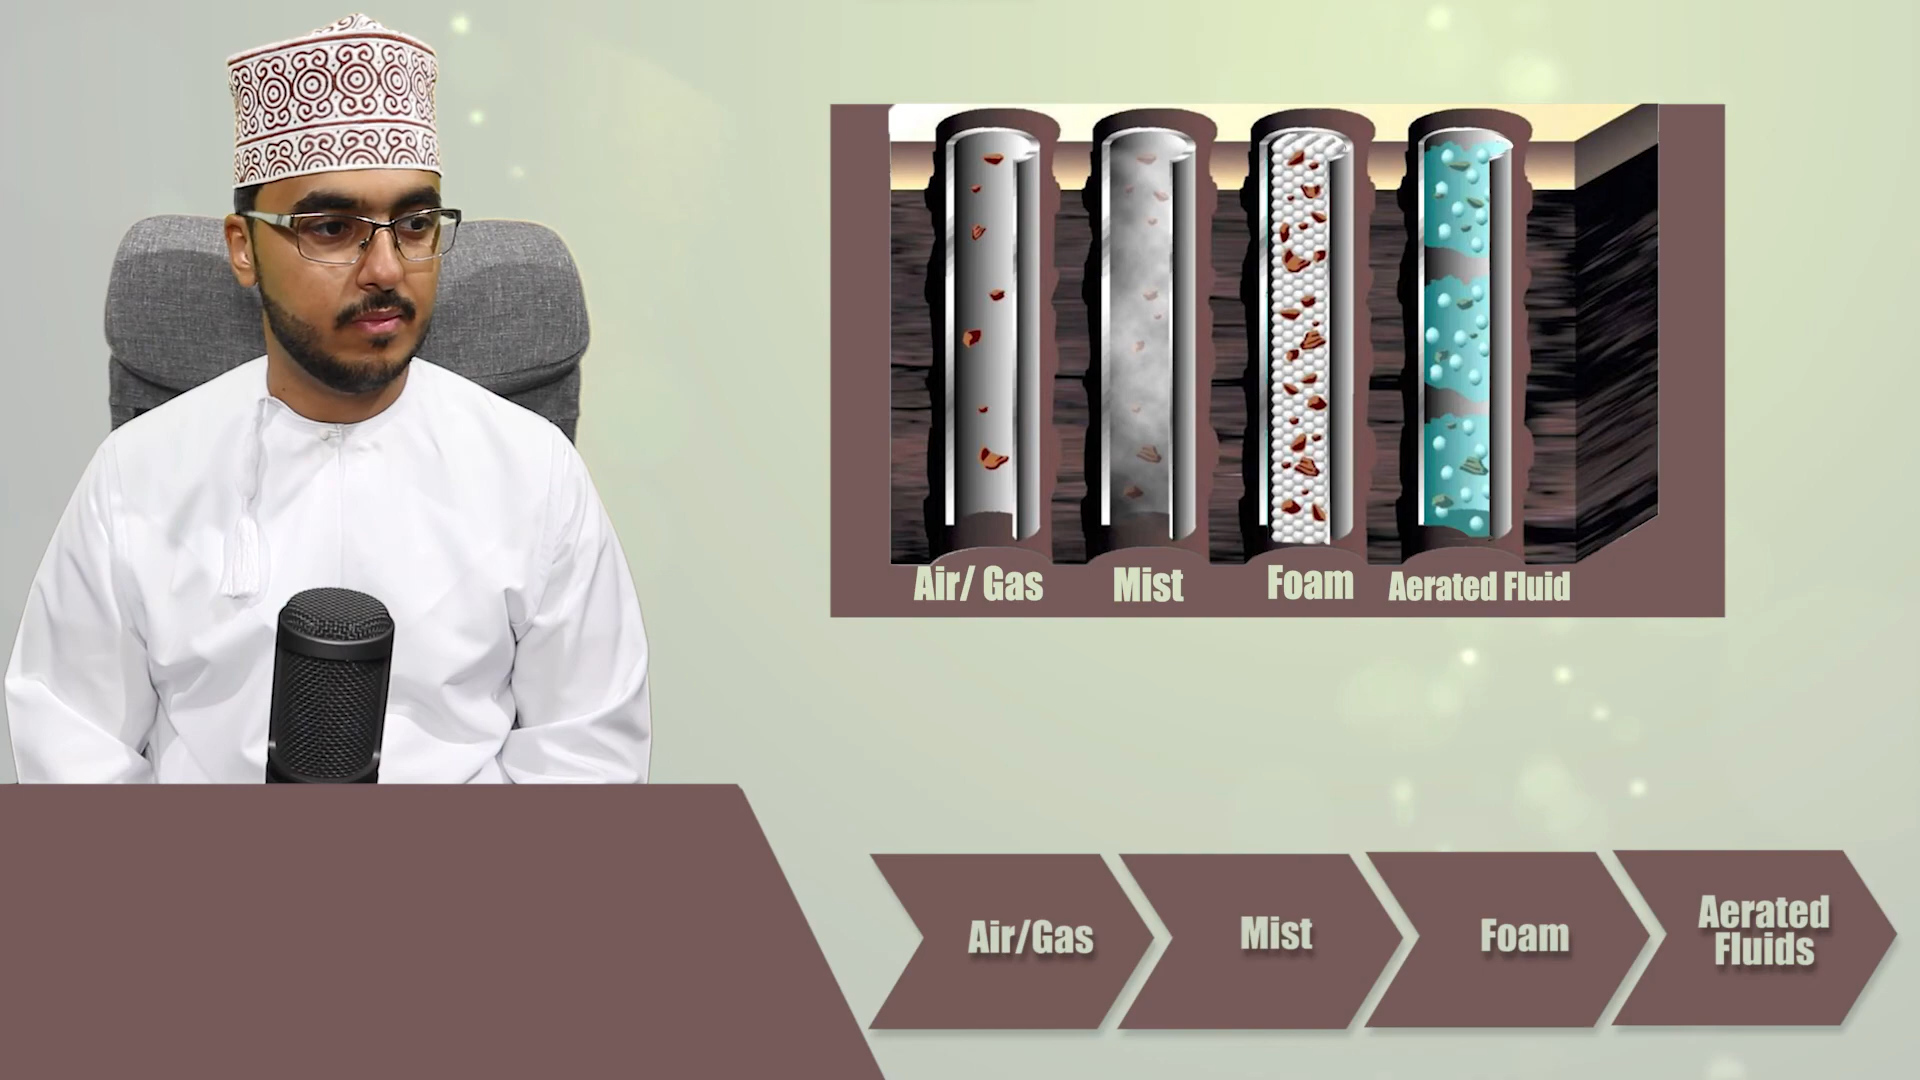 Air/ Gas
Mist
Foam
Aerated Fluid
Air/Gas
Mist
Foam
Aerated
Fluids